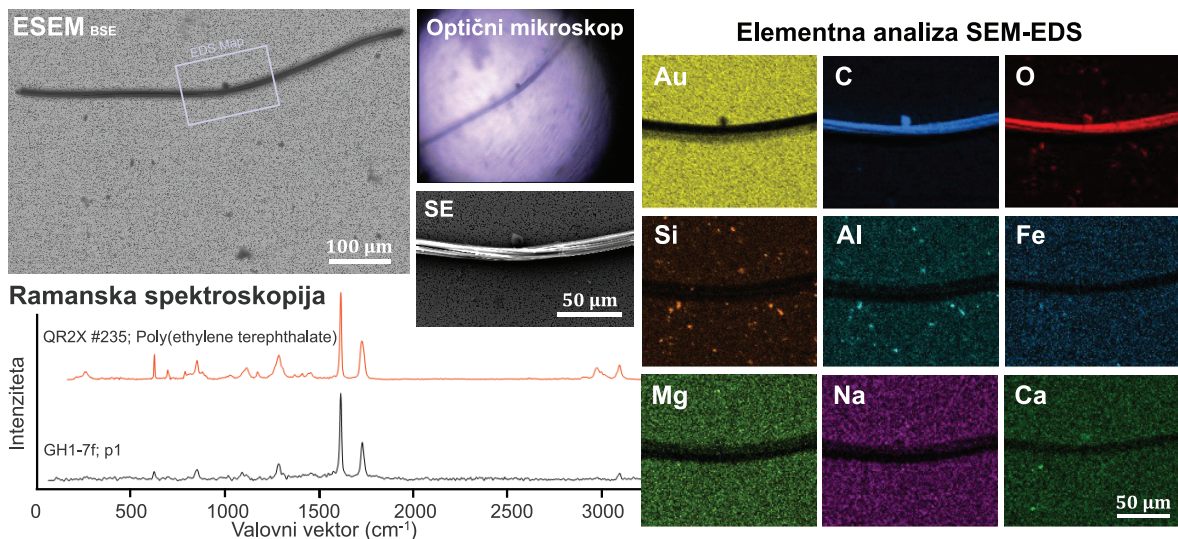 ESEM BSE
EDS Map
100 µm
Optični mikroskop
SE
50 µm
Elementna analiza SEM-EDS
Au
C
O
Si
Al
Fe
Mg
Na
Ca
50 µm
Ramanska spektroskopija
QR2X #235; Poly(ethylene terephthalate)
GH1-7f; p1
Intenziteta
0 500 1000 1500 2000 2500 3000
Valovni vektor (cm⁻¹)